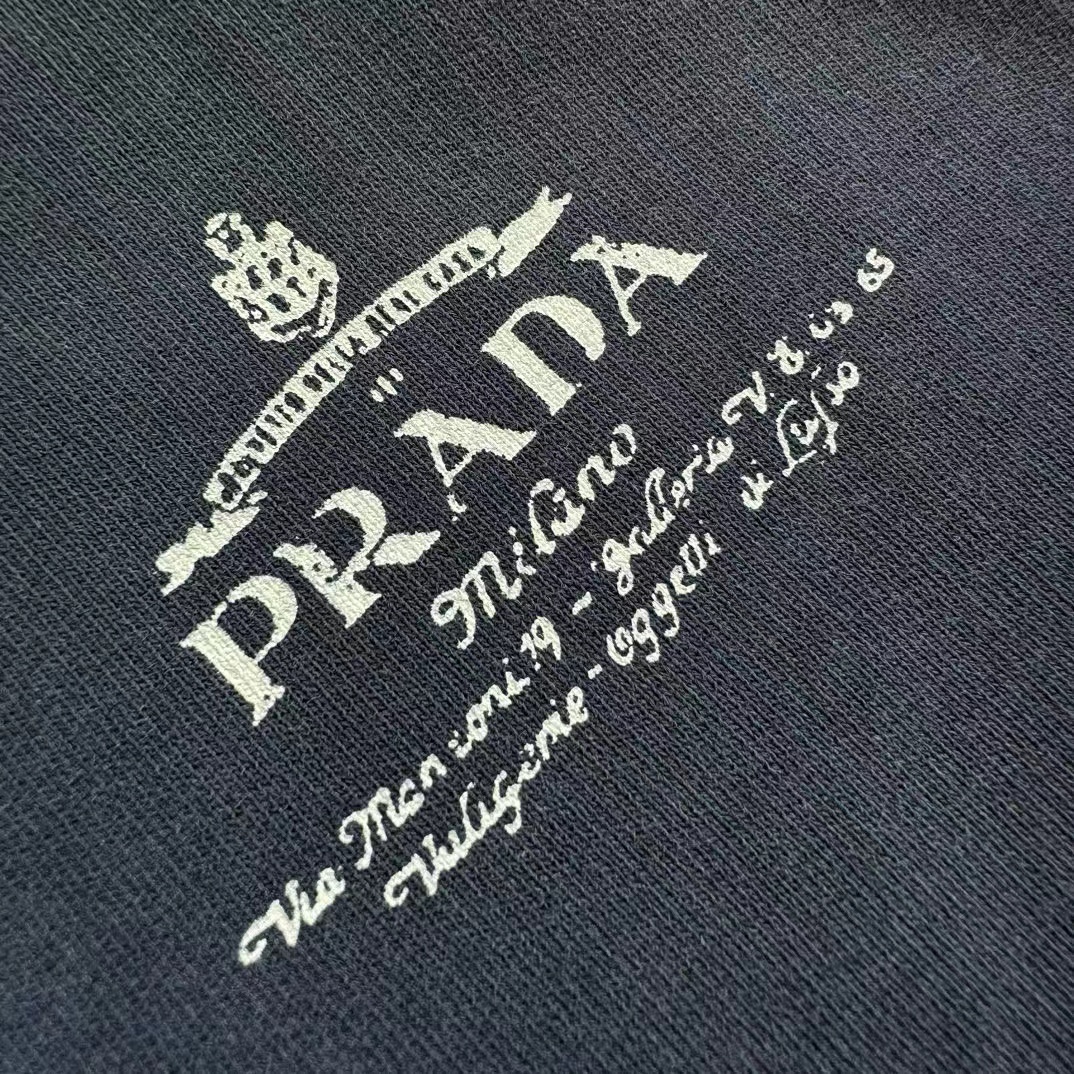 PRADA
Milano
Via Manzoni 19 - galleria V. E. 63 65
Valigerie - oggetti di lusso